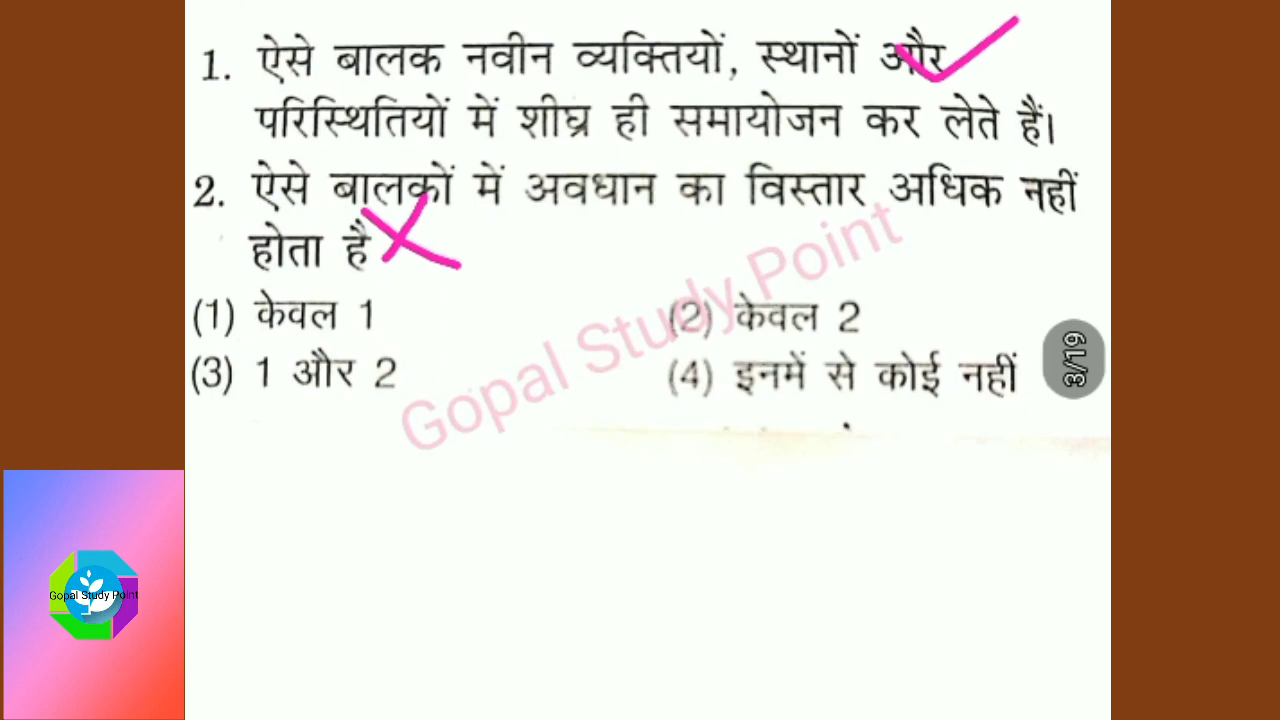 1. ऐसे बालक नवीन व्यक्तियों, स्थानों और
परिस्थितियों में शीघ्र ही समायोजन कर लेते हैं।
2. ऐसे बालकों में अवधान का विस्तार अधिक नहीं
होता है
(1) केवल 1 (2) केवल 2
(3) 1 और 2 (4) इनमें से कोई नहीं
3/19
Gopal Study Point
Gopal Study Point